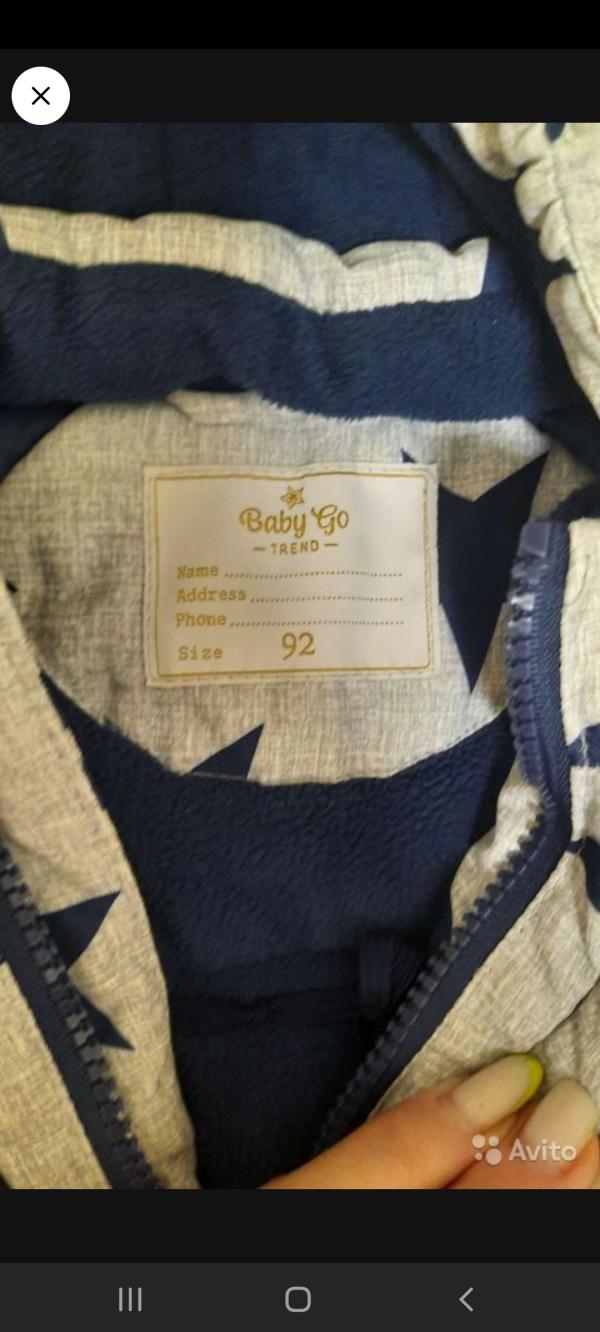 Baby Go
— TREND —
Name
Address
Phone
Size 92
Avito